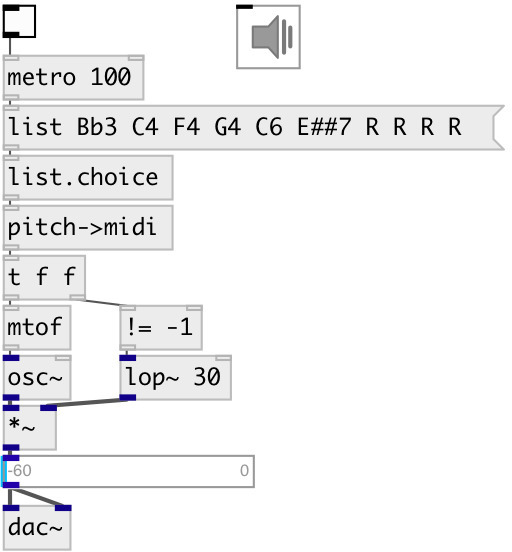 metro 100
list Bb3 C4 F4 G4 C6 E##7 R R R R
list.choice
pitch->midi
t f f
mtof != -1
osc~ lop~ 30
*~
-60 0
dac~